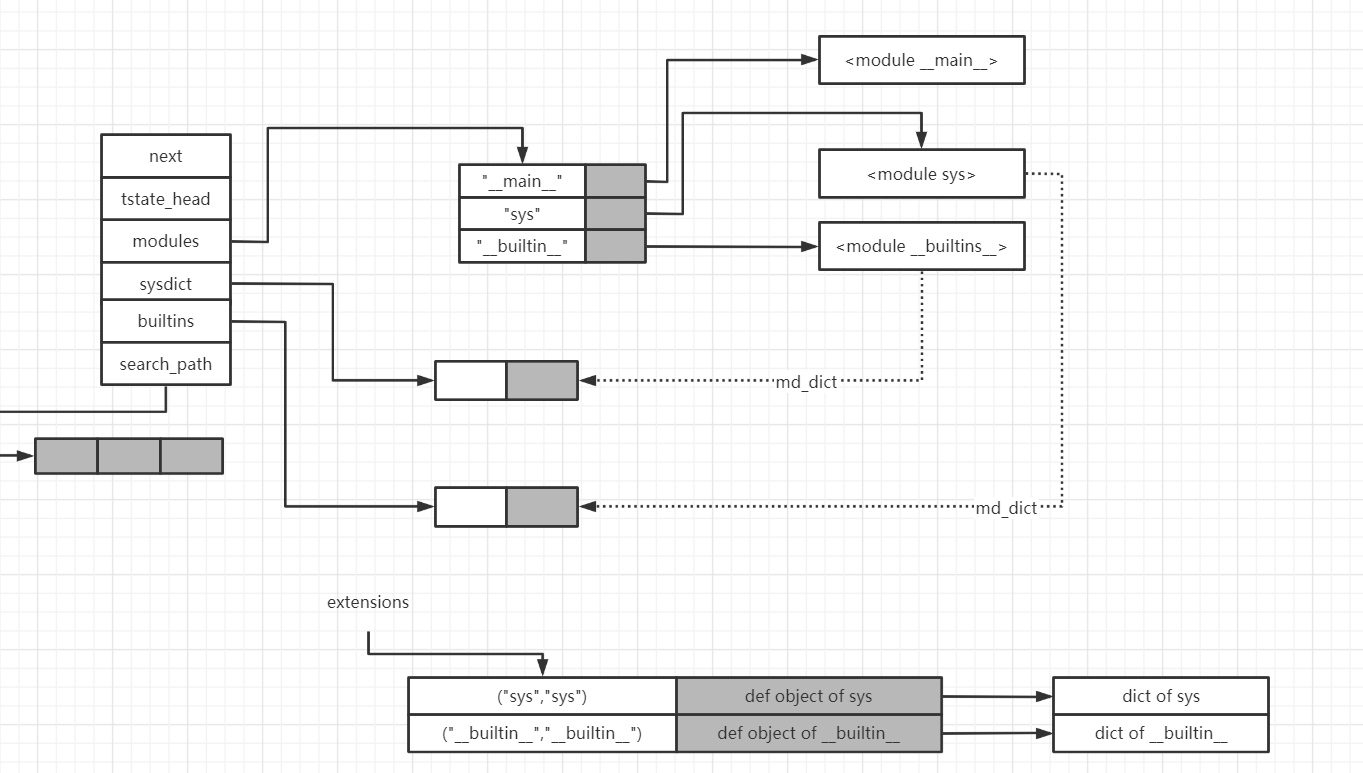 <module __main__>
next
tstate_head
modules
sysdict
builtins
search_path
"__main__"
"sys"
"__builtin__"
<module sys>
<module __builtins__>
md_dict
md_dict
extensions
("sys","sys")
def object of sys
dict of sys
("__builtin__","__builtin__")
def object of __builtin__
dict of __builtin__